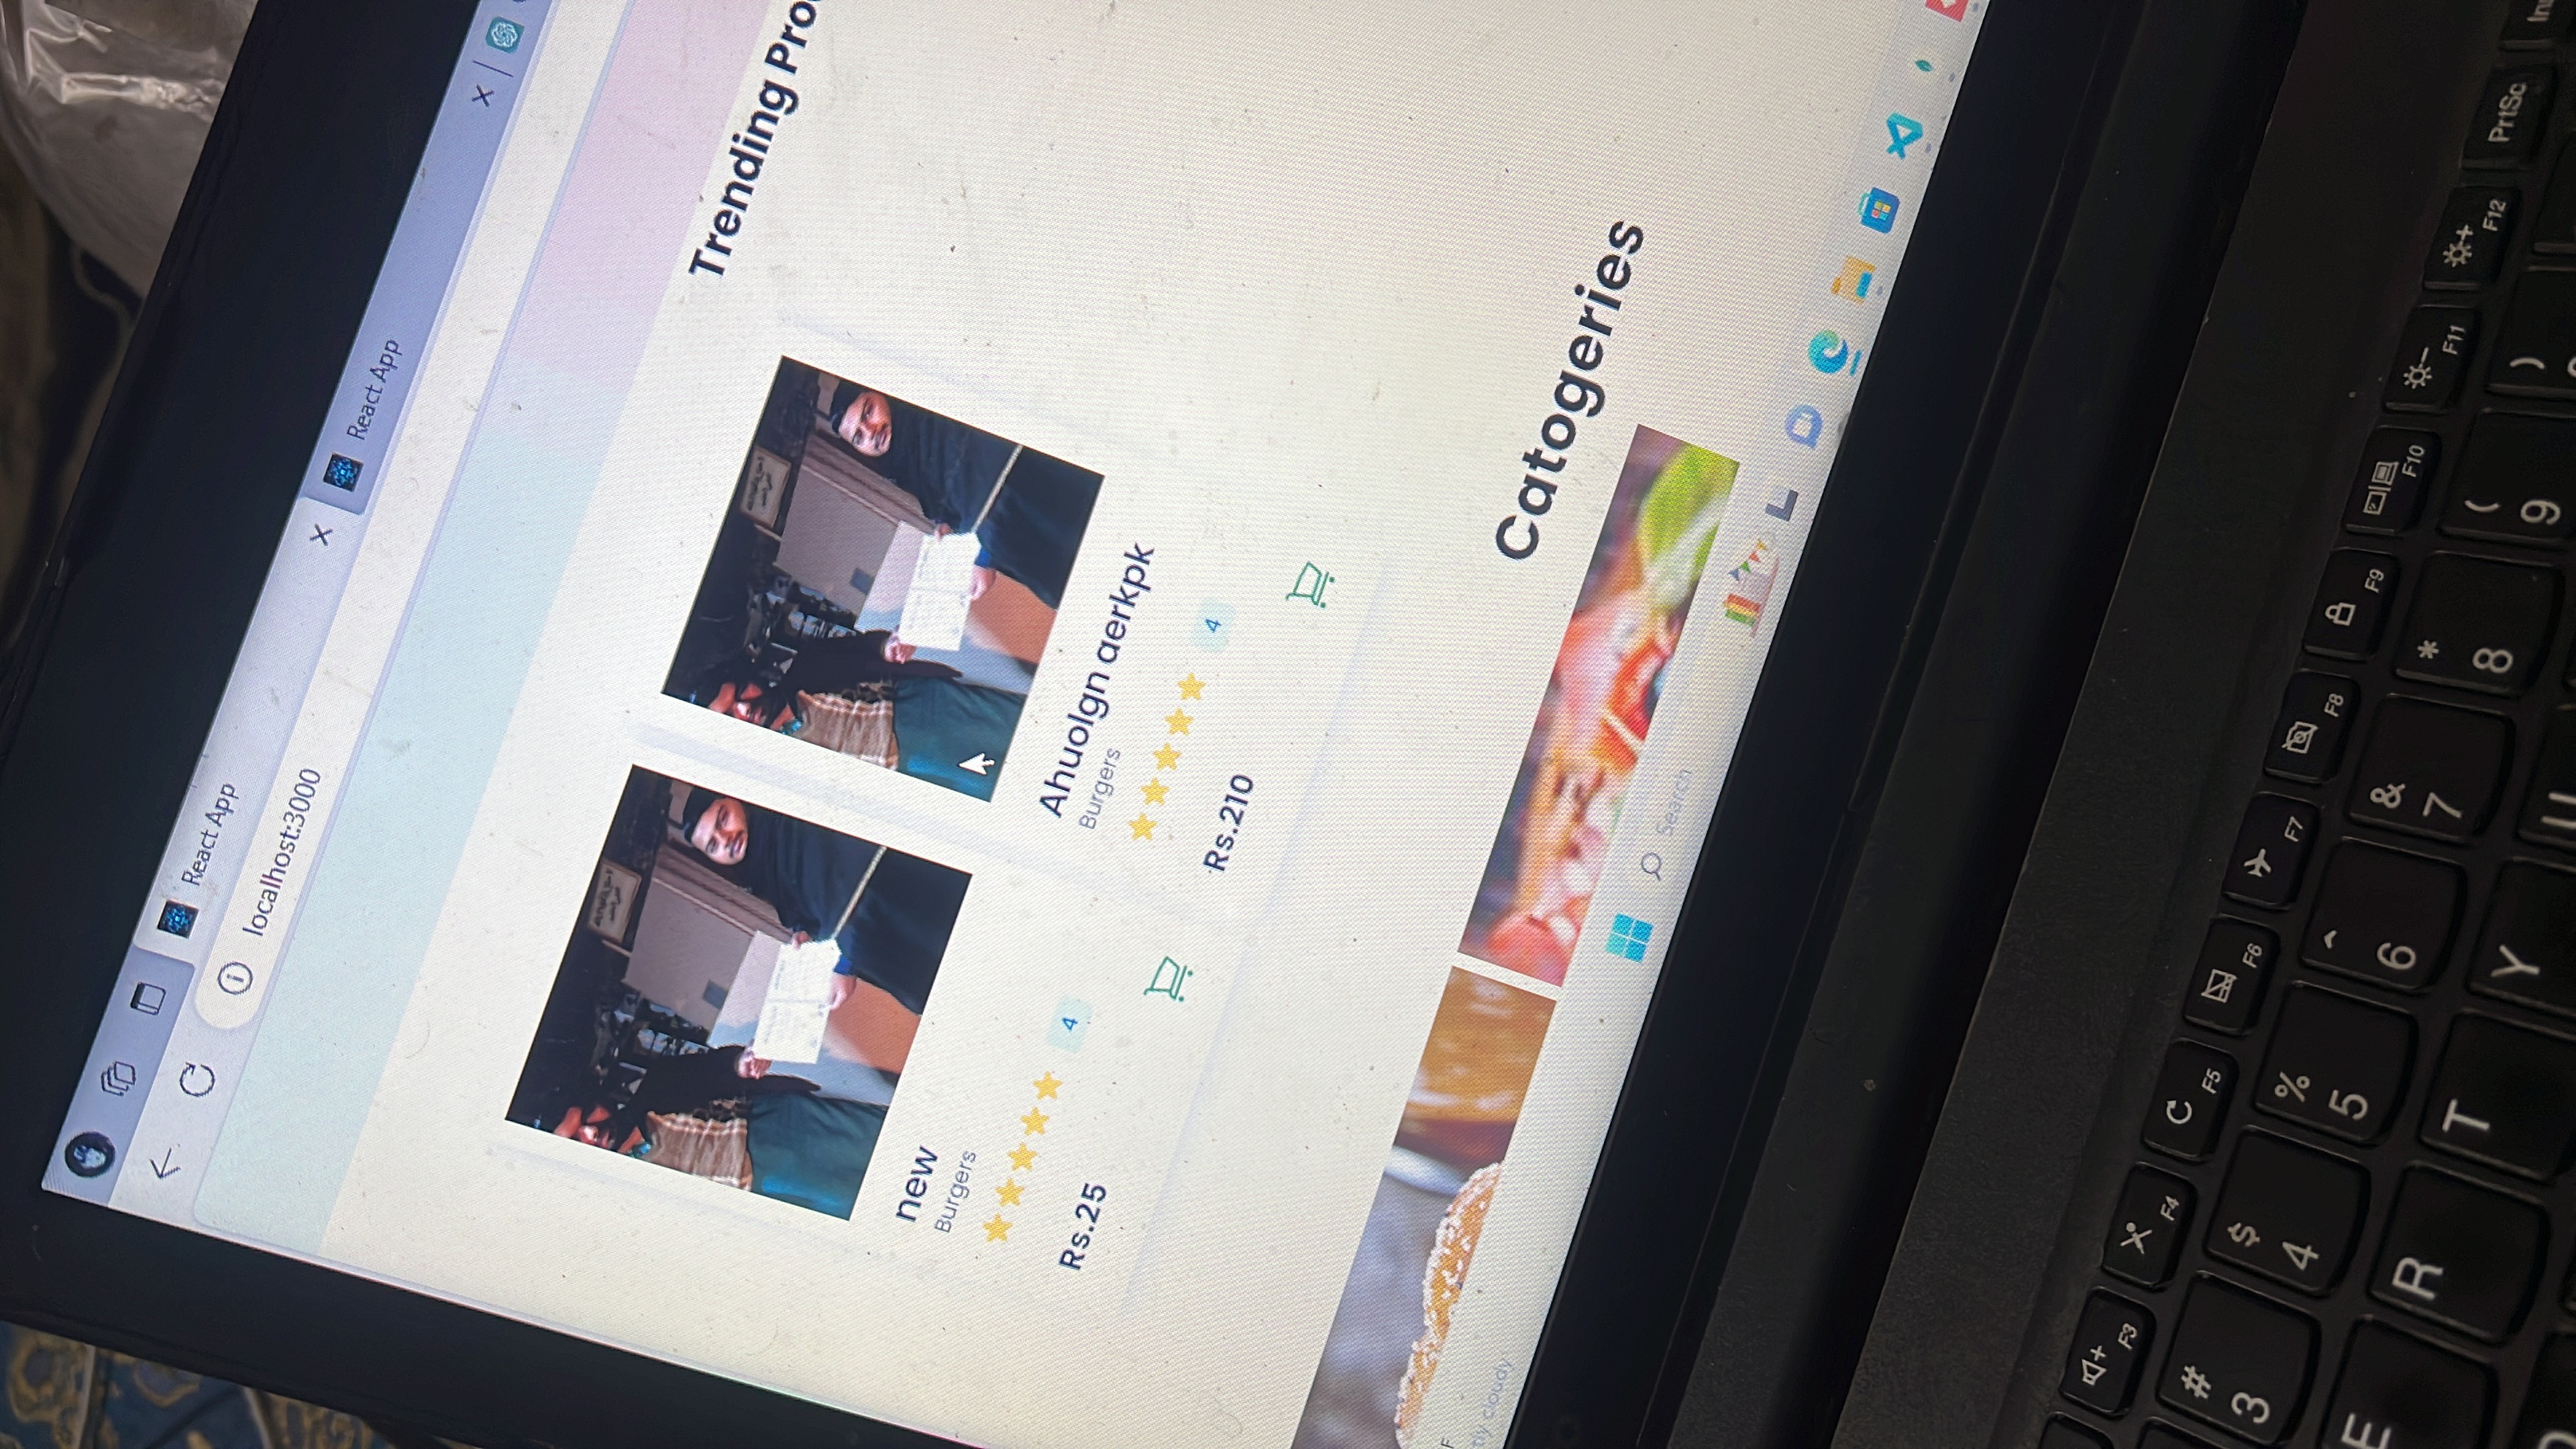 React App
React App
localhost:3000
Trending Pro
new
Burgers
4
Rs.25
Ahuolgn aerkpk
Burgers
4
Rs.210
Catogeries
F
tly cloudy
Search
F3
F4
F5
F6
F7
F8
F9
F10
F11
F12
PrtSc
In
# 3
$ 4
% 5
^ 6
& 7
* 8
( 9
)
E
R
T
Y
U